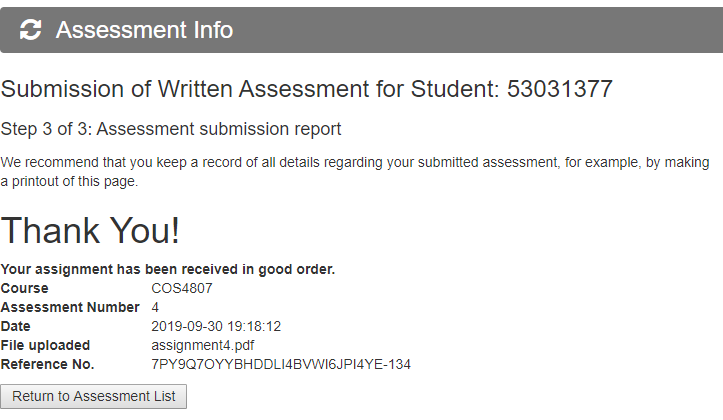 Assessment Info
Submission of Written Assessment for Student: 53031377
Step 3 of 3: Assessment submission report
We recommend that you keep a record of all details regarding your submitted assessment, for example, by making
a printout of this page.
Thank You!
Your assignment has been received in good order.
Course COS4807
Assessment Number 4
Date 2019-09-30 19:18:12
File uploaded assignment4.pdf
Reference No. 7PY9Q7OYYBHDDLI4BVWI6JPI4YE-134
Return to Assessment List